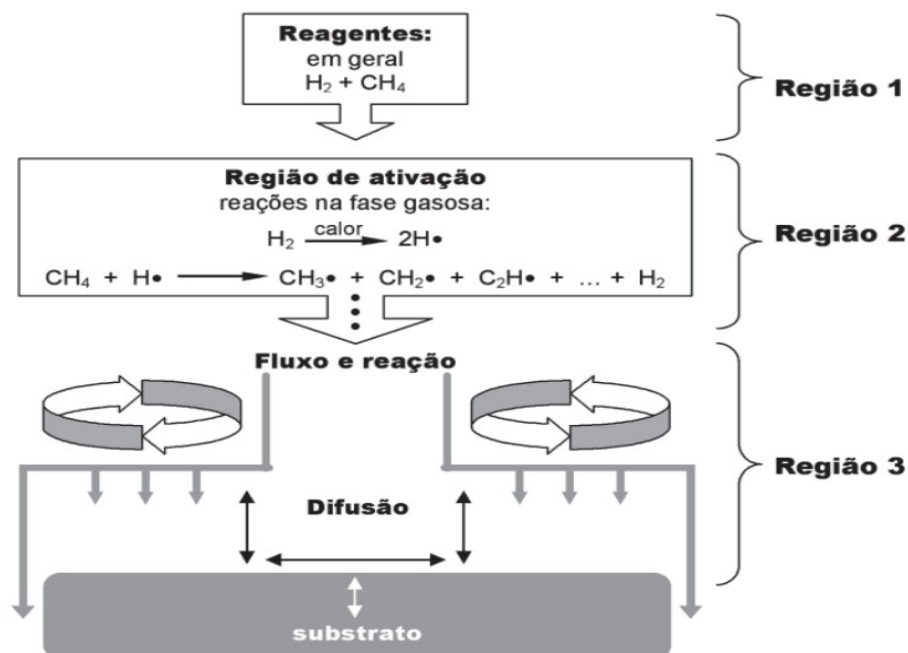 Reagentes:
em geral
H₂ + CH₄
Região 1
Região de ativação
reações na fase gasosa:
H₂ calor → 2H•
CH₄ + H• → CH₃• + CH₂• + C₂H• + ... + H₂
Região 2
Fluxo e reação
Difusão
Região 3
substrato